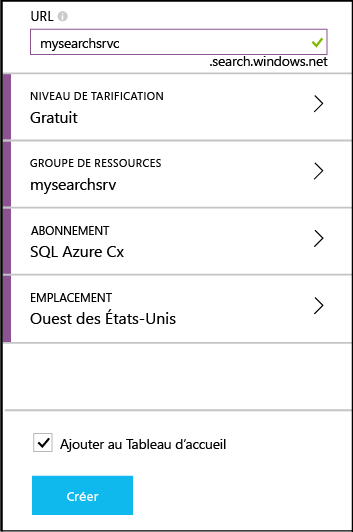 URL
mysearchsrvc
.search.windows.net
NIVEAU DE TARIFICATION
Gratuit
GROUPE DE RESSOURCES
mysearchsrv
ABONNEMENT
SQL Azure Cx
EMPLACEMENT
Ouest des États-Unis
Ajouter au Tableau d'accueil
Créer